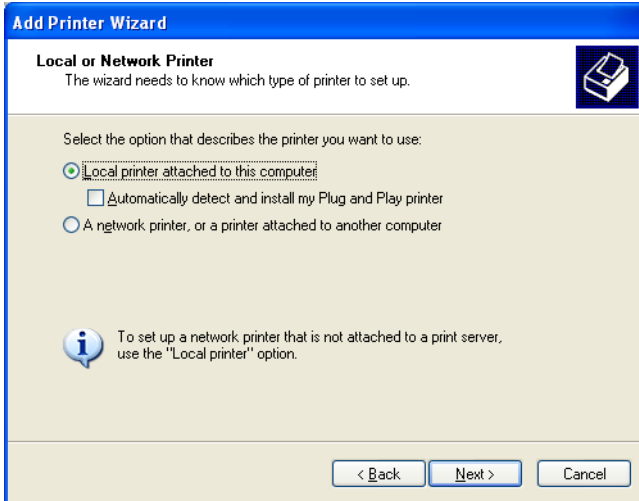 Add Printer Wizard
Local or Network Printer
The wizard needs to know which type of printer to set up.
Select the option that describes the printer you want to use:
Local printer attached to this computer
Automatically detect and install my Plug and Play printer
A network printer, or a printer attached to another computer
To set up a network printer that is not attached to a print server,
use the "Local printer" option.
< Back Next > Cancel